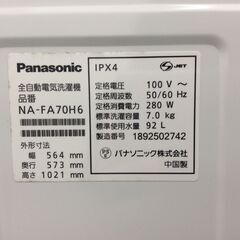 Panasonic
全自動電気洗濯機
品番
NA-FA70H6
外形寸法
幅 564 mm
奥行 573 mm
高さ 1021 mm
IPX4
S JET
定格電圧 100 V～
定格周波数 50/60 Hz
定格消費電力 280 W
標準洗濯容量 7.0 kg
標準使用水量 92 L
製造番号 1892502742
パナソニック株式会社
中国製